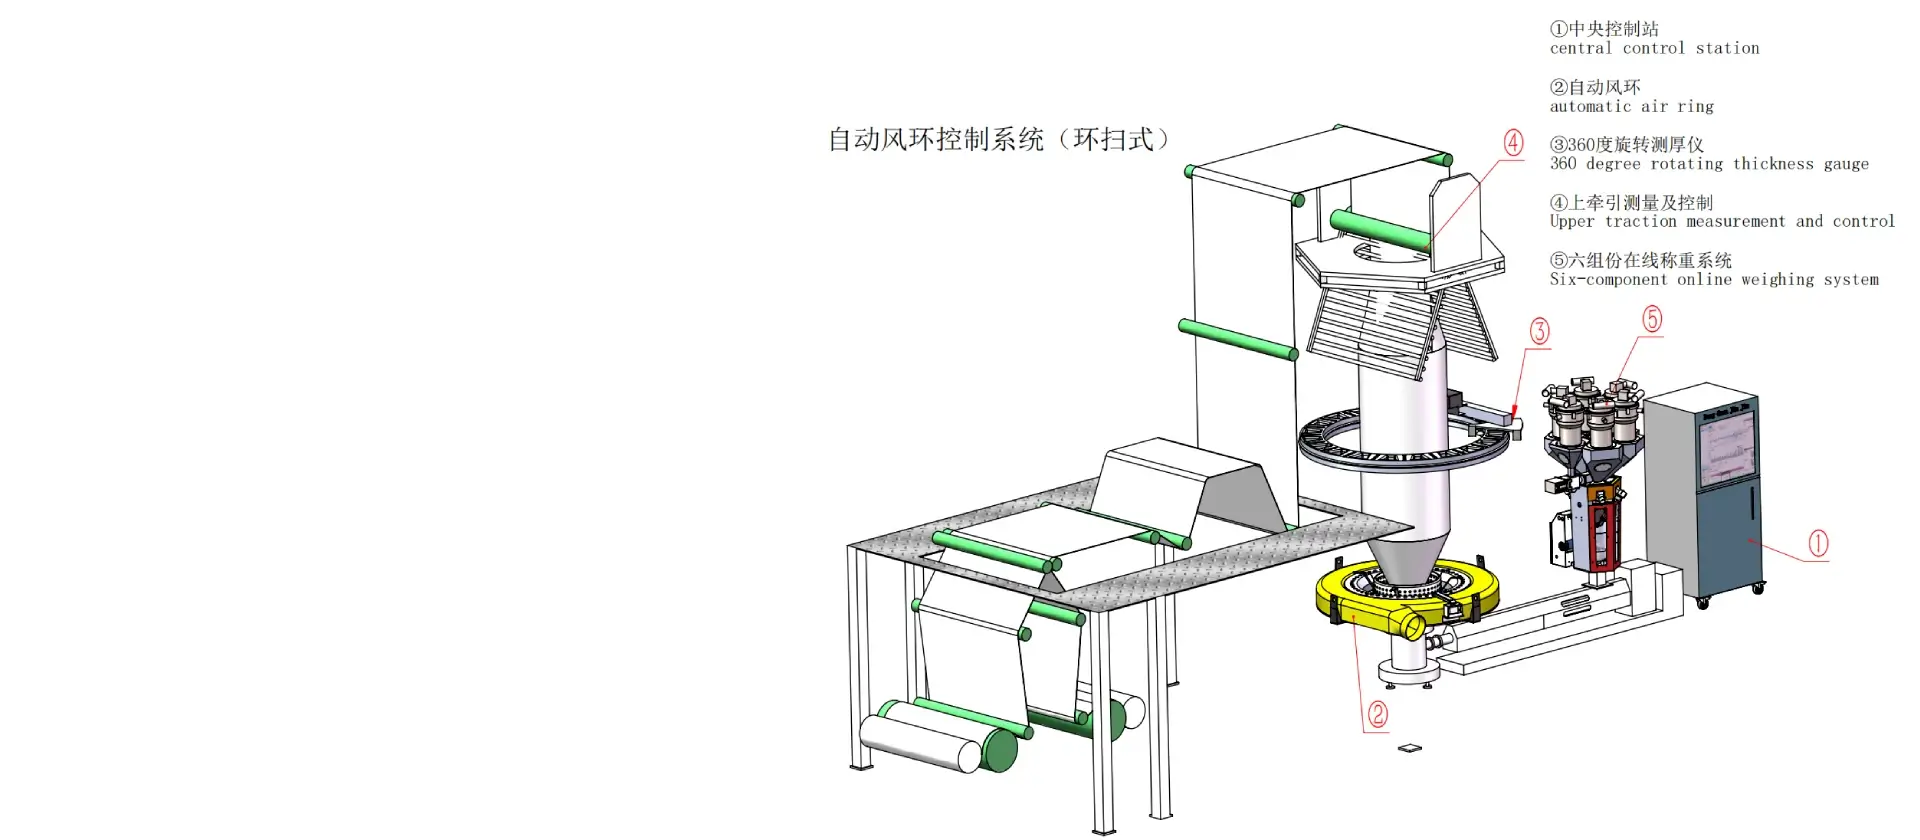 自动风环控制系统（环扫式）
①中央控制站
central control station
②自动风环
automatic air ring
③360度旋转测厚仪
360 degree rotating thickness gauge
④上牵引测量及控制
Upper traction measurement and control
⑤六组份在线称重系统
Six-component online weighing system
④
③
⑤
①
②